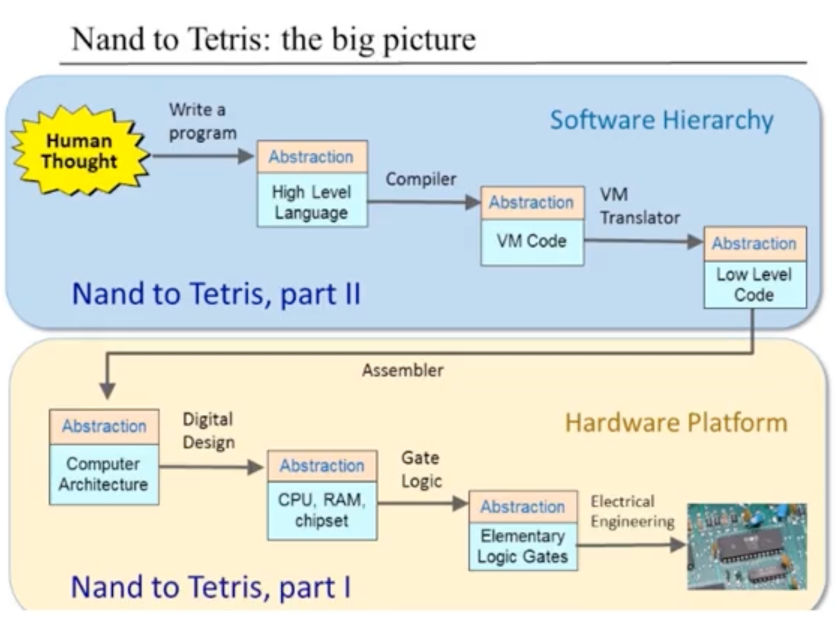 Nand to Tetris: the big picture
Software Hierarchy
Human
Thought
Write a
program
Abstraction
High Level
Language
Compiler
Abstraction
VM Code
VM
Translator
Abstraction
Low Level
Code
Nand to Tetris, part II
Assembler
Hardware Platform
Abstraction
Computer
Architecture
Digital
Design
Abstraction
CPU, RAM,
chipset
Gate
Logic
Abstraction
Elementary
Logic Gates
Electrical
Engineering
Nand to Tetris, part I